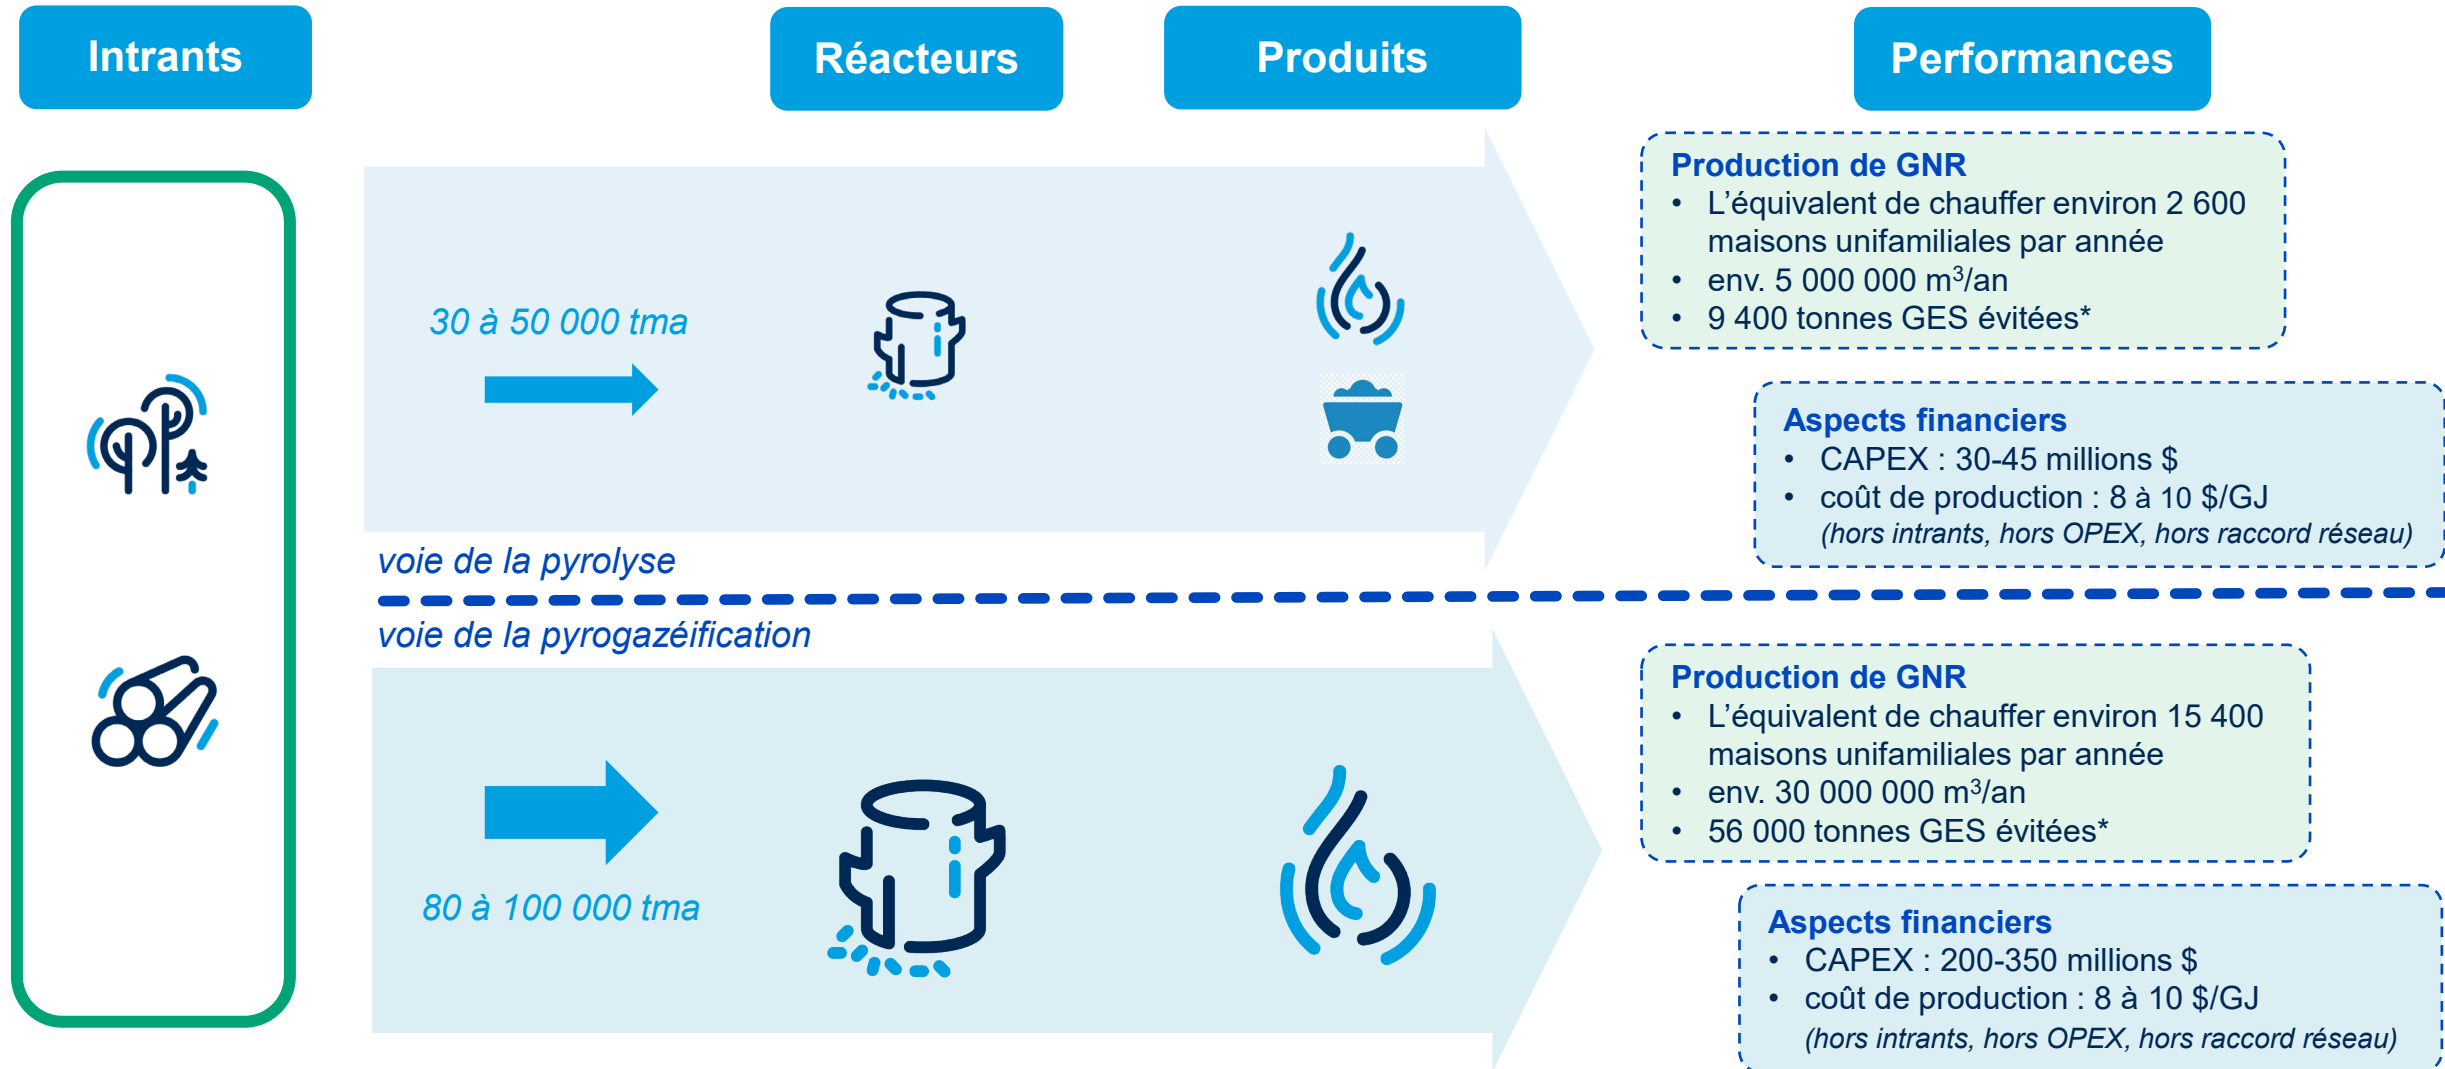 Intrants
Réacteurs
Produits
Performances
30 à 50 000 tma
Production de GNR
• L’équivalent de chauffer environ 2 600
maisons unifamiliales par année
• env. 5 000 000 m³/an
• 9 400 tonnes GES évitées*
Aspects financiers
• CAPEX : 30-45 millions $
• coût de production : 8 à 10 $/GJ
(hors intrants, hors OPEX, hors raccord réseau)
voie de la pyrolyse
voie de la pyrogazéification
80 à 100 000 tma
Production de GNR
• L’équivalent de chauffer environ 15 400
maisons unifamiliales par année
• env. 30 000 000 m³/an
• 56 000 tonnes GES évitées*
Aspects financiers
• CAPEX : 200-350 millions $
• coût de production : 8 à 10 $/GJ
(hors intrants, hors OPEX, hors raccord réseau)